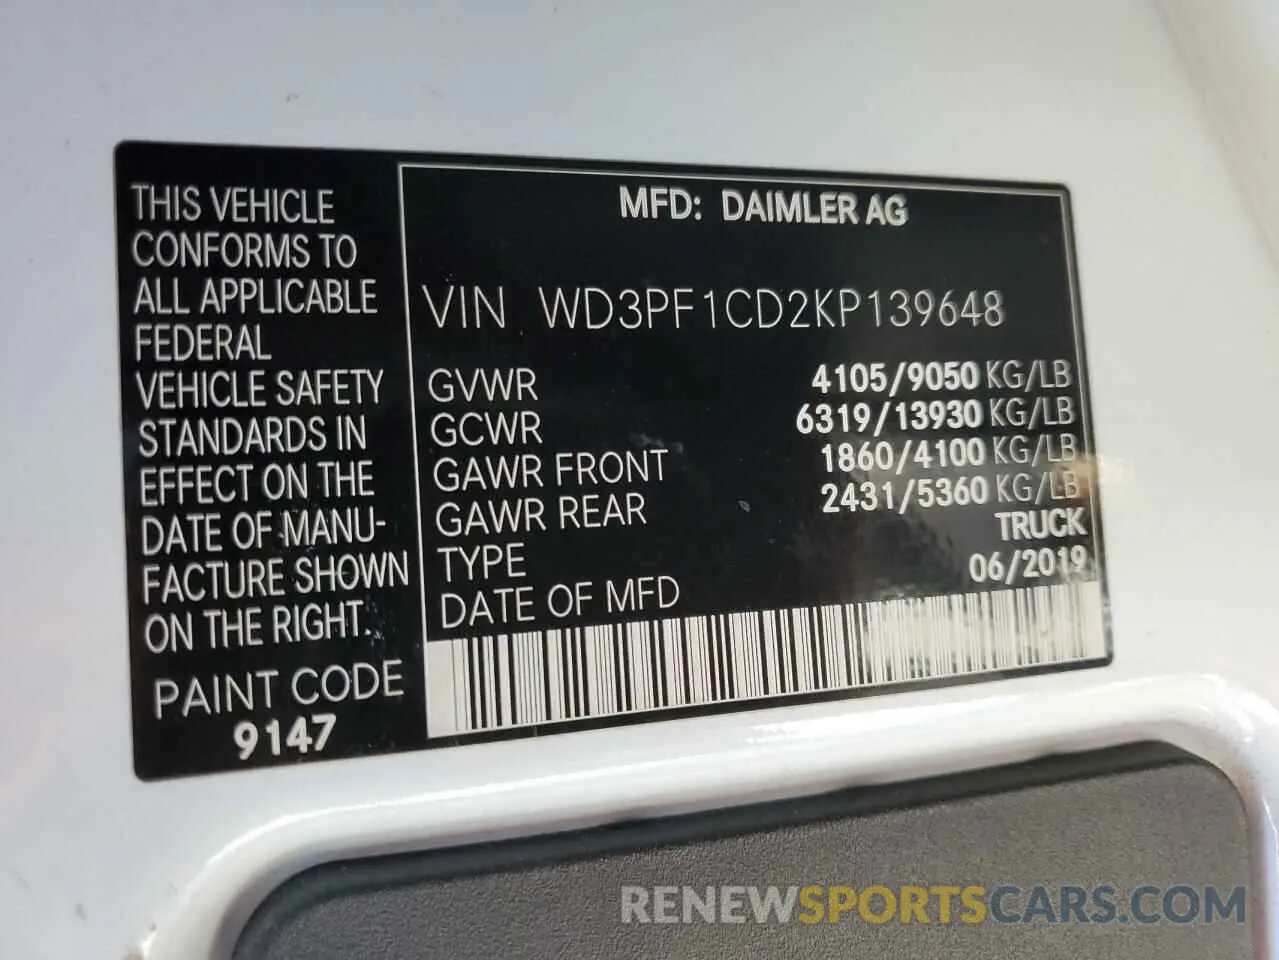 THIS VEHICLE
CONFORMS TO
ALL APPLICABLE
FEDERAL
VEHICLE SAFETY
STANDARDS IN
EFFECT ON THE
DATE OF MANU-
FACTURE SHOWN
ON THE RIGHT.
PAINT CODE
9147
MFD: DAIMLER AG
VIN WD3PF1CD2KP139648
GVWR 4105/9050 KG/LB
GCWR 6319/13930 KG/LB
GAWR FRONT 1860/4100 KG/LB
GAWR REAR 2431/5360 KG/LB
TYPE TRUCK
DATE OF MFD 06/2019
RENEWSPORTSCARS.COM